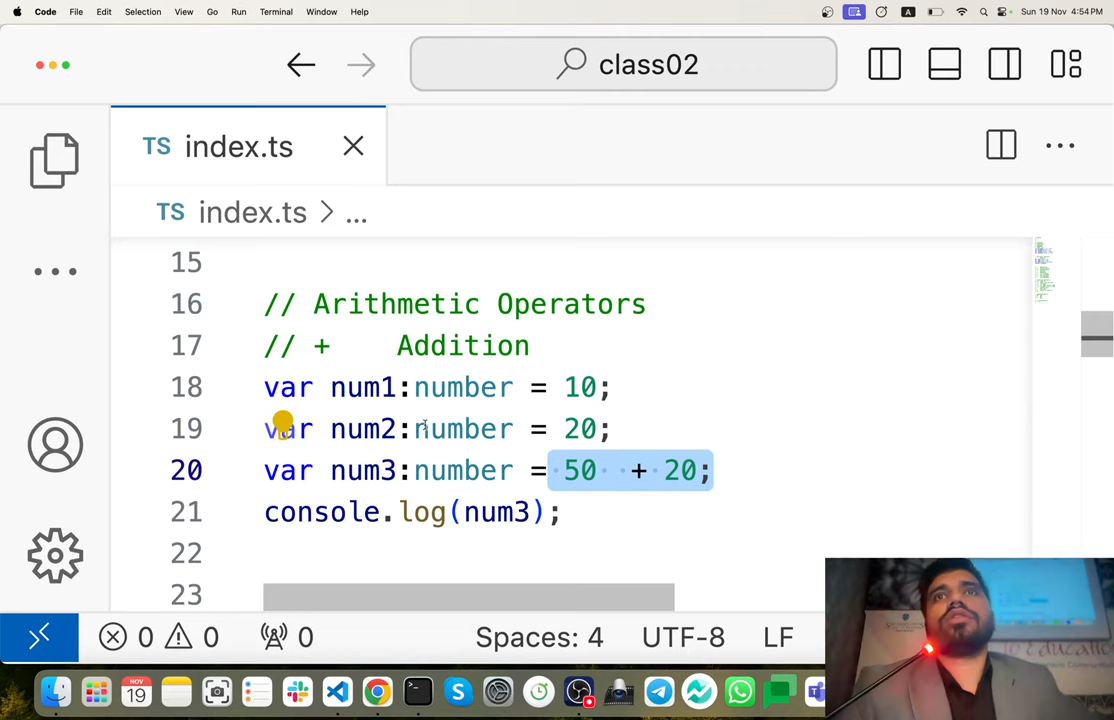 Code File Edit Selection View Go Run Terminal Window Help A Sun 19 Nov 4:54PM
class02
TS index.ts
TS index.ts > ...
15
16 // Arithmetic Operators
17 // + Addition
18 var num1:number = 10;
19 var num2:number = 20;
20 var num3:number = 50 + 20;
21 console.log(num3);
22
23
0 0 0 Spaces: 4 UTF-8 LF
NOV
19